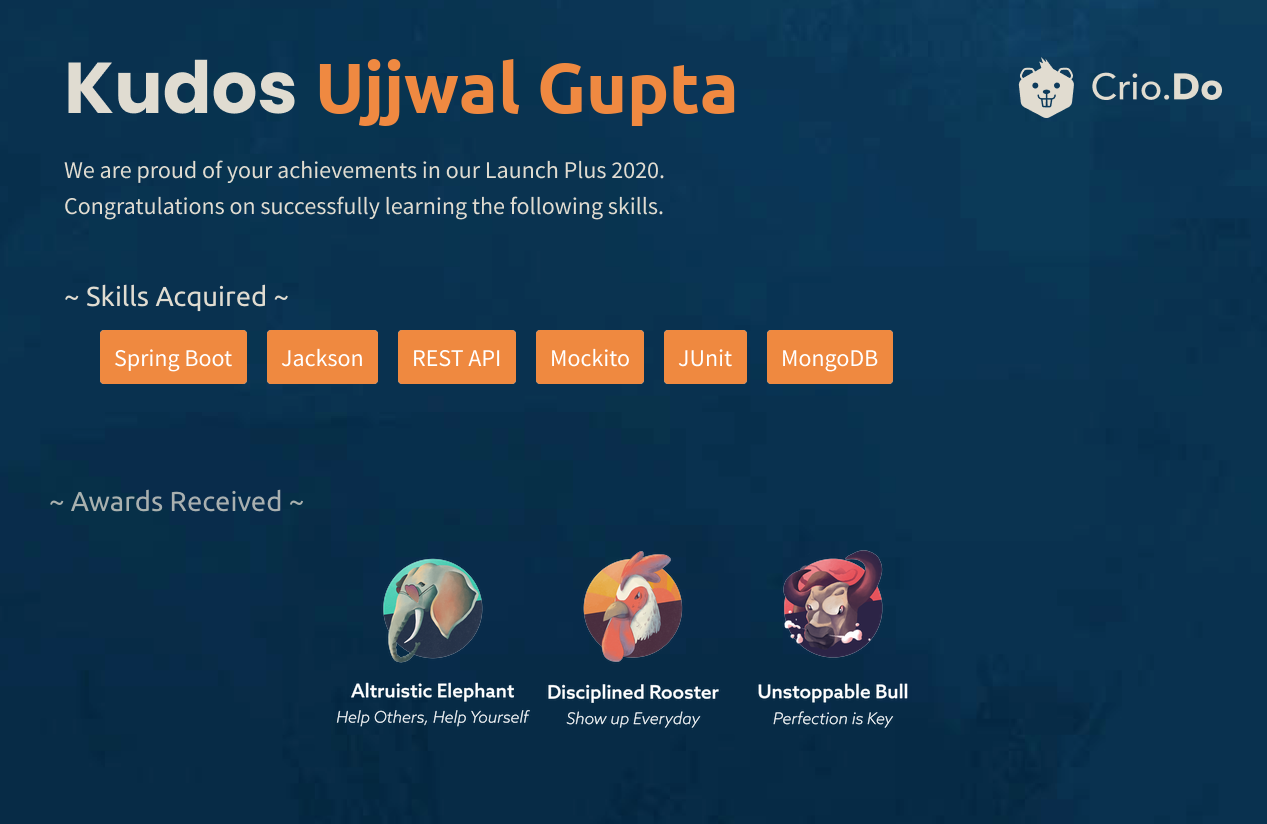 Kudos Ujjwal Gupta
Crio.Do
We are proud of your achievements in our Launch Plus 2020.
Congratulations on successfully learning the following skills.
~ Skills Acquired ~
Spring Boot Jackson REST API Mockito JUnit MongoDB
~ Awards Received ~
Altruistic Elephant Disciplined Rooster Unstoppable Bull
Help Others, Help Yourself Show up Everyday Perfection is Key